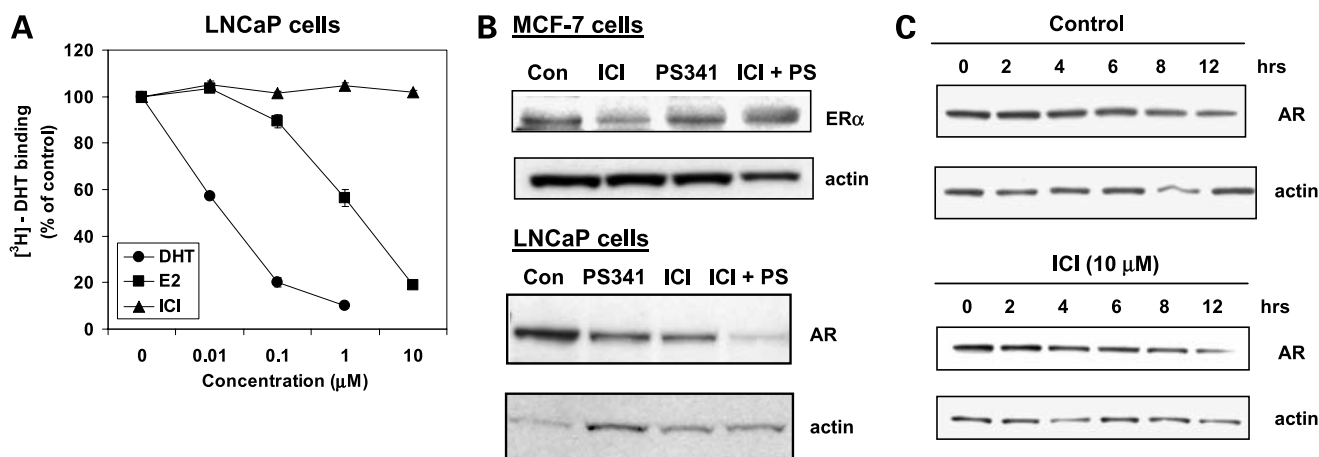 A
LNCaP cells
[³H] - DHT binding
(% of control)
120
100
80
60
40
20
0
DHT
E2
ICI
0 0.01 0.1 1 10
Concentration (µM)
B
MCF-7 cells
Con ICI PS341 ICI + PS
ERα
actin
LNCaP cells
Con PS341 ICI ICI + PS
AR
actin
C
Control
0 2 4 6 8 12 hrs
AR
actin
ICI (10 µM)
0 2 4 6 8 12 hrs
AR
actin